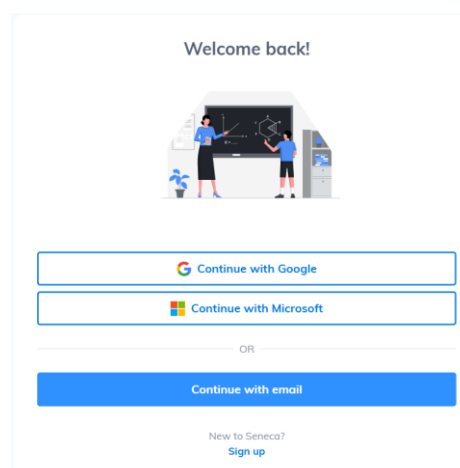 Welcome back!
Continue with Google
Continue with Microsoft
OR
Continue with email
New to Seneca?
Sign up